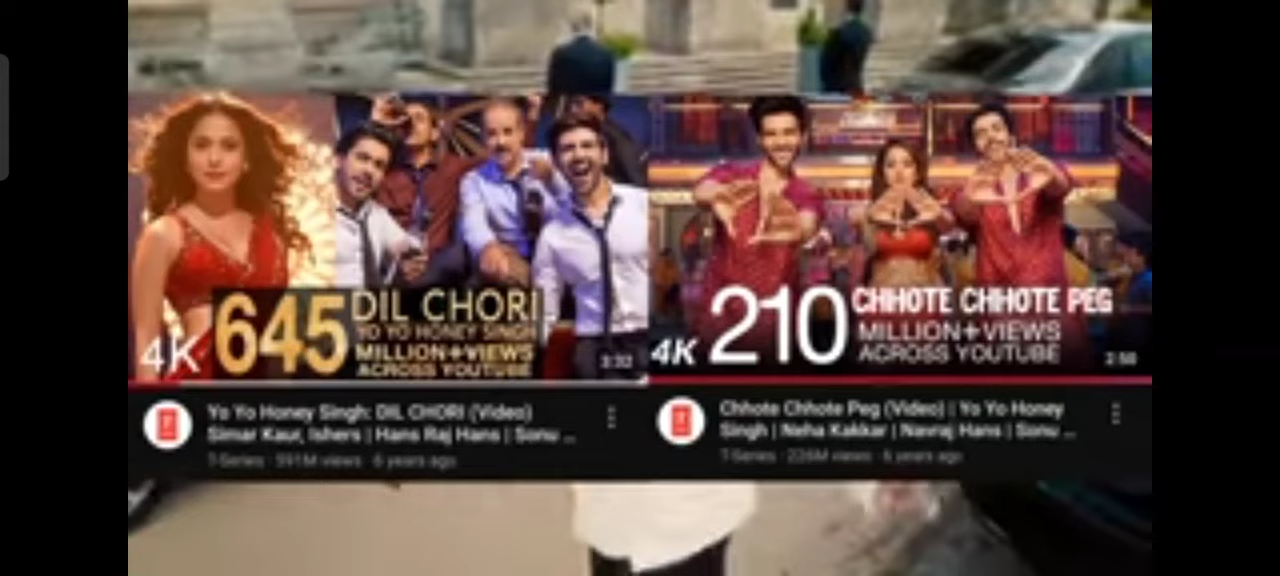 4K
645
DIL CHORI
YO YO HONEY SINGH
MILLION+VIEWS
ACROSS YOUTUBE
3:32
Yo Yo Honey Singh: DIL CHORI (Video)
Simar Kaur, Ishers | Hans Raj Hans | Sonu ...
T-Series · 591M views · 6 years ago
4K
210
CHHOTE CHHOTE PEG
MILLION+VIEWS
ACROSS YOUTUBE
2:50
Chhote Chhote Peg (Video) | Yo Yo Honey
Singh | Neha Kakkar | Navraj Hans | Sonu ...
T-Series · 226M views · 6 years ago